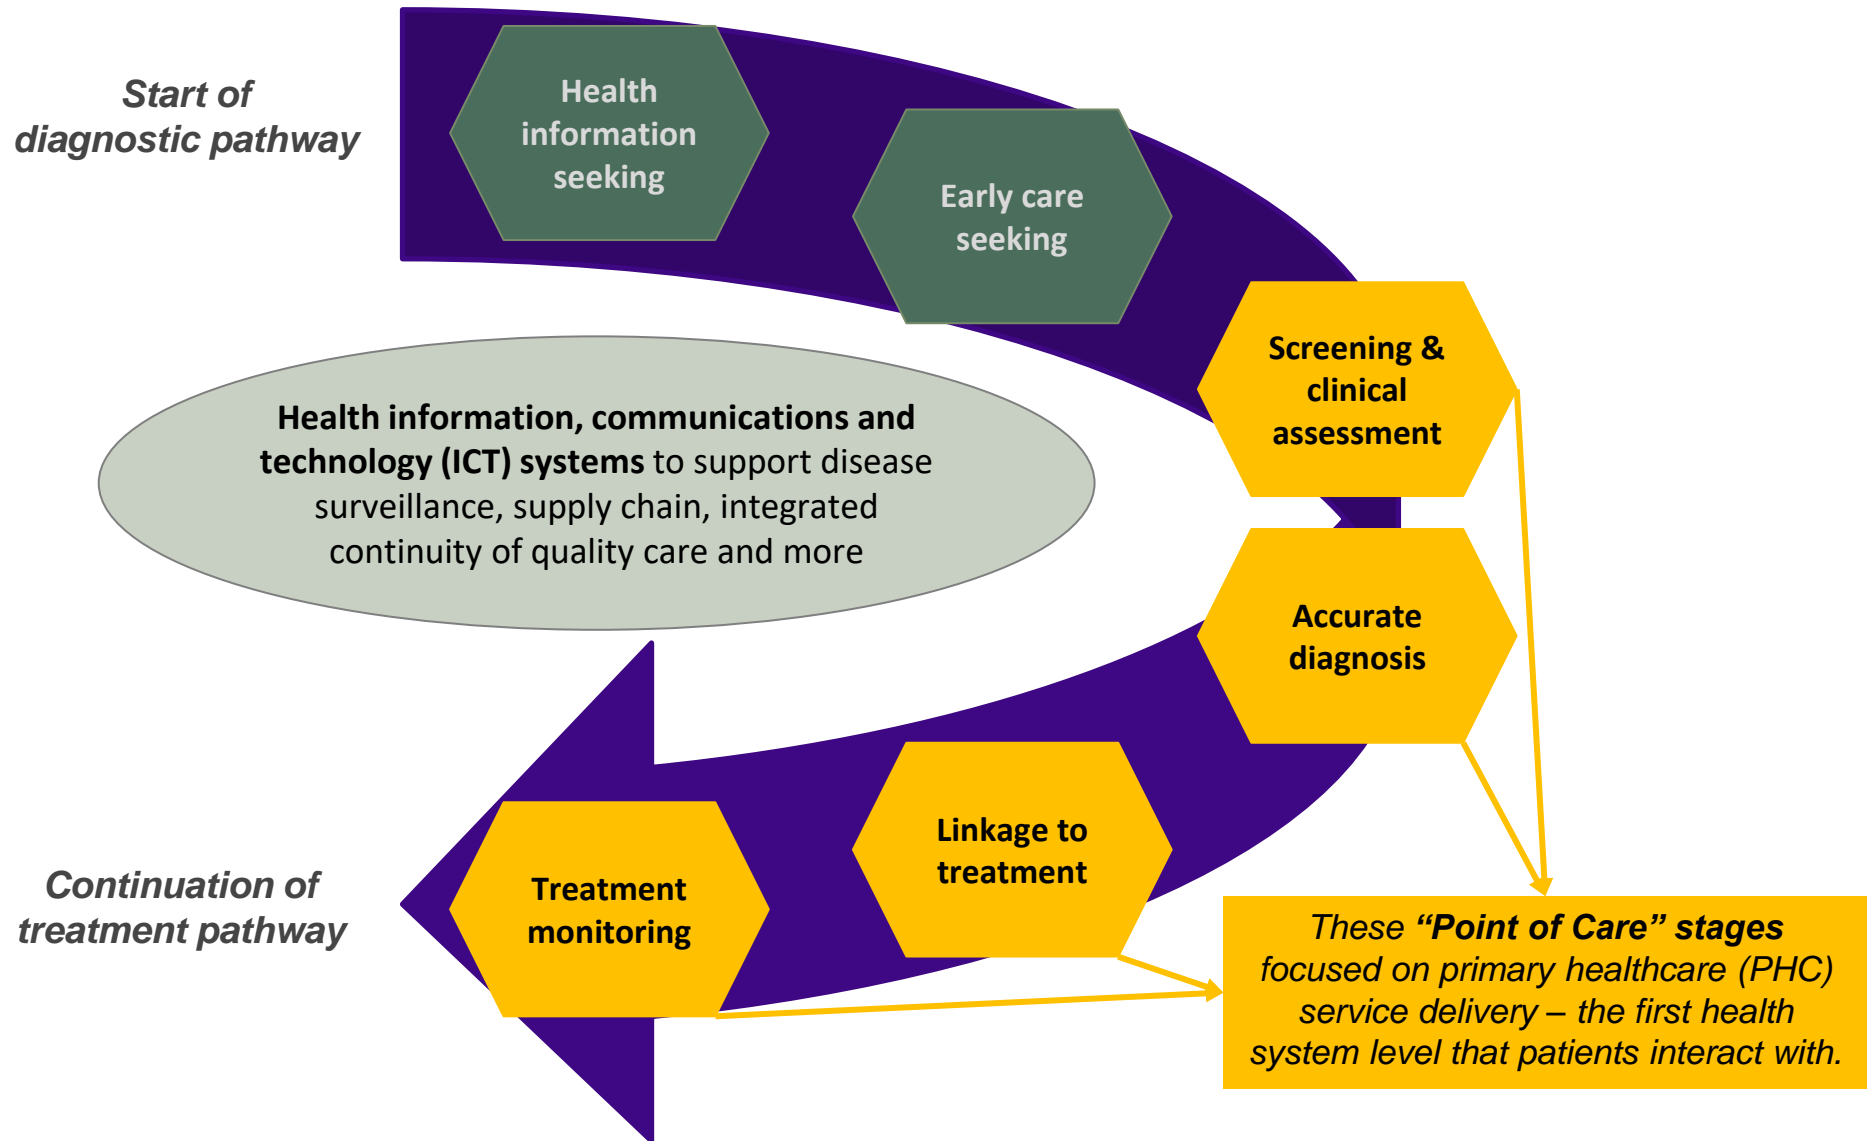 Start of
diagnostic pathway
Health
information
seeking
Early care
seeking
Screening &
clinical
assessment
Health information, communications and
technology (ICT) systems to support disease
surveillance, supply chain, integrated
continuity of quality care and more
Accurate
diagnosis
Linkage to
treatment
Treatment
monitoring
Continuation of
treatment pathway
These “Point of Care” stages
focused on primary healthcare (PHC)
service delivery – the first health
system level that patients interact with.